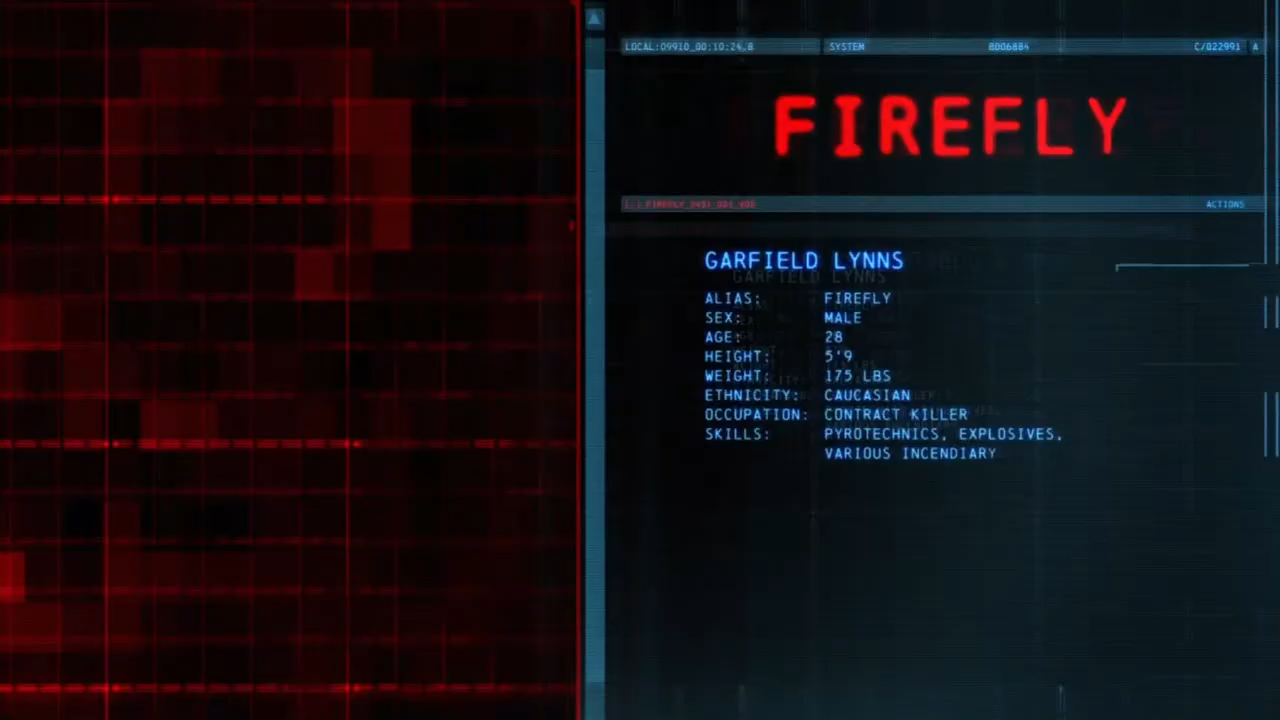 LOCAL:09910_00:10:24.8 SYSTEM 8006884 C/022991 A
FIREFLY
ACTIONS
GARFIELD LYNNS
ALIAS: FIREFLY
SEX: MALE
AGE: 28
HEIGHT: 5'9
WEIGHT: 175 LBS
ETHNICITY: CAUCASIAN
OCCUPATION: CONTRACT KILLER
SKILLS: PYROTECHNICS, EXPLOSIVES,
VARIOUS INCENDIARY